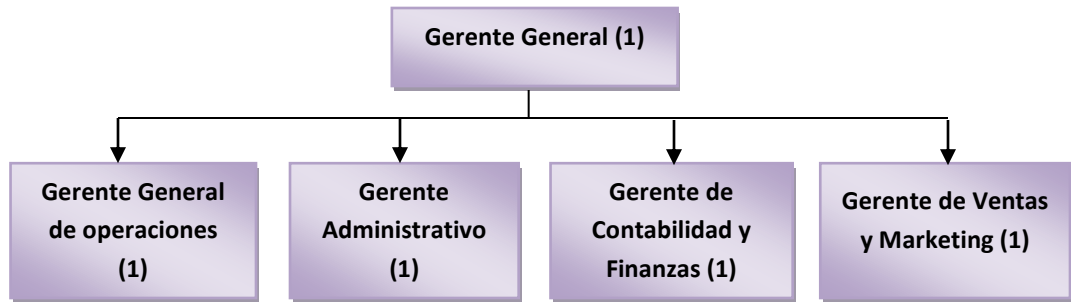 Gerente General (1)
Gerente General
de operaciones
(1)
Gerente
Administrativo
(1)
Gerente de
Contabilidad y
Finanzas (1)
Gerente de Ventas
y Marketing (1)